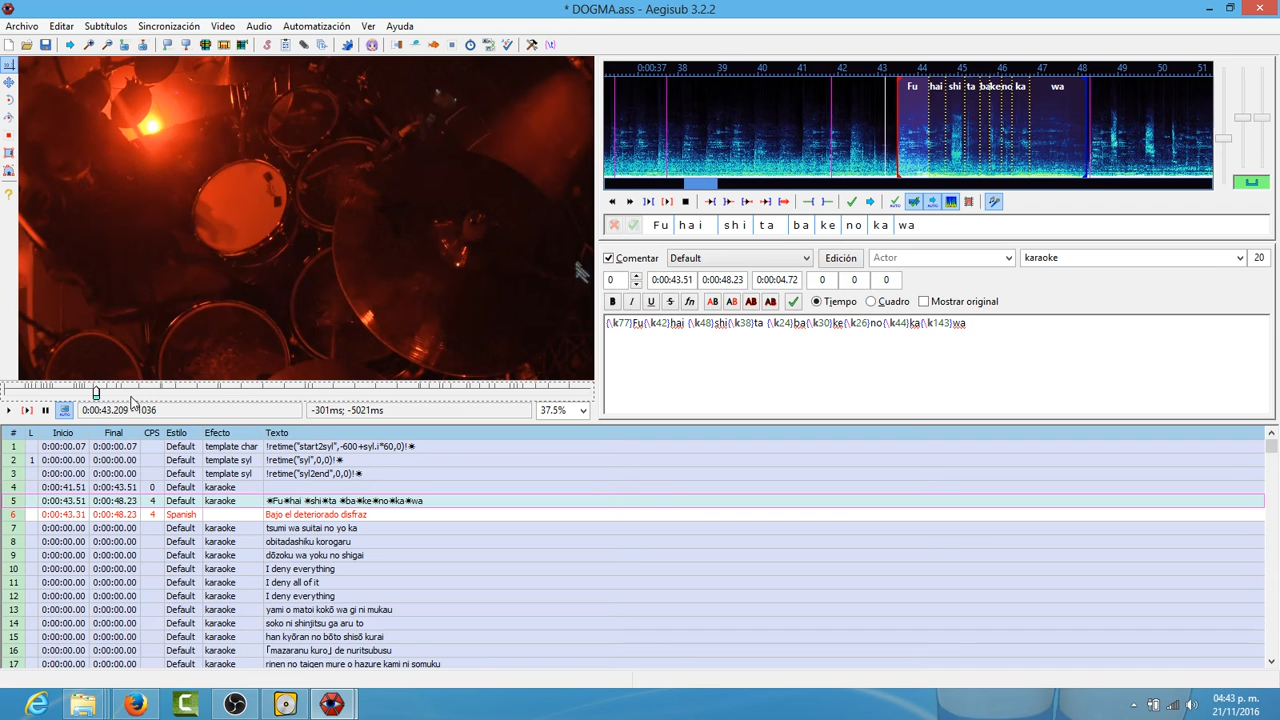 * DOGMA.ass - Aegisub 3.2.2
Archivo Editar Subtítulos Sincronización Video Audio Automatización Ver Ayuda
0:00:37 38 39 40 41 42 43 44 45 46 47 48 49 50 51
Fu hai shi ta ba ke no ka wa
Fu hai shi ta ba ke no ka wa
Comentar Default Edición Actor karaoke 20
0 0:00:43.51 0:00:48.23 0:00:04.72 0 0 0
B I U S fn AB AB AB AB Tiempo Cuadro Mostrar original
{\k77}Fu{\k42}hai {\k48}shi{\k38}ta {\k24}ba{\k30}ke{\k26}no{\k44}ka{\k143}wa
0:00:43.209 1036 -301ms; -5021ms 37.5%
# L Inicio Final CPS Estilo Efecto Texto
1 0:00:00.07 0:00:00.07 Default template char !retime("start2syl",-600+syl.i*60,0)!✷
2 1 0:00:00.00 0:00:00.00 Default template syl !retime("syl",0,0)!✷
3 0:00:00.00 0:00:00.00 Default template syl !retime("syl2end",0,0)!✷
4 0:00:41.51 0:00:43.51 0 Default karaoke
5 0:00:43.51 0:00:48.23 4 Default karaoke ✷Fu✷hai ✷shi✷ta ✷ba✷ke✷no✷ka✷wa
6 0:00:43.31 0:00:48.23 4 Spanish Bajo el deteriorado disfraz
7 0:00:00.00 0:00:00.00 Default karaoke tsumi wa suitai no yo ka
8 0:00:00.00 0:00:00.00 Default karaoke obitadashiku korogaru
9 0:00:00.00 0:00:00.00 Default karaoke dōzoku wa yoku no shigai
10 0:00:00.00 0:00:00.00 Default karaoke I deny everything
11 0:00:00.00 0:00:00.00 Default karaoke I deny all of it
12 0:00:00.00 0:00:00.00 Default karaoke I deny everything
13 0:00:00.00 0:00:00.00 Default karaoke yami o matoi kokō wa gi ni mukau
14 0:00:00.00 0:00:00.00 Default karaoke soko ni shinjitsu ga aru to
15 0:00:00.00 0:00:00.00 Default karaoke han kyōran no bōto shisō kurai
16 0:00:00.00 0:00:00.00 Default karaoke 「mazaranu kuro」 de nuritsubusu
17 0:00:00.00 0:00:00.00 Default karaoke rinen no taigen mure o hazure kami ni somuku
04:43 p. m.
21/11/2016